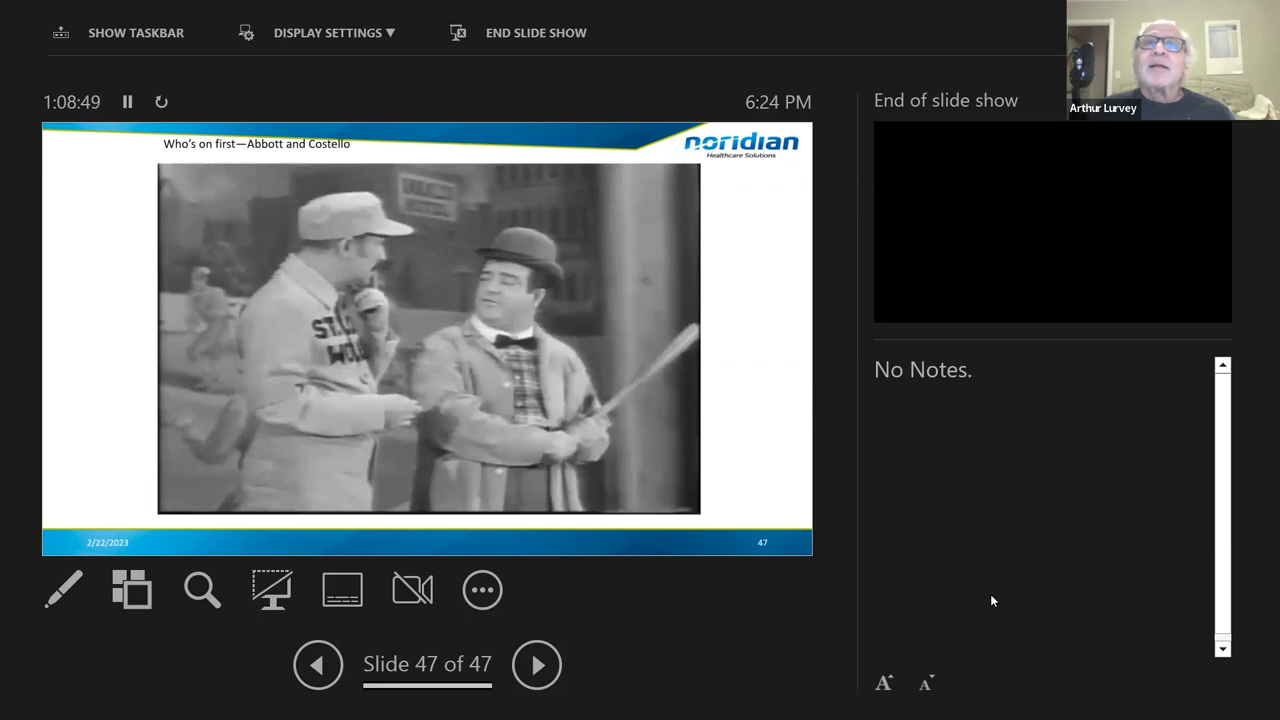 SHOW TASKBAR
DISPLAY SETTINGS ▼
END SLIDE SHOW
1:08:49
6:24 PM
End of slide show
Arthur Lurvey
Who's on first—Abbott and Costello
noridian
Healthcare Solutions
2/22/2023
47
No Notes.
Slide 47 of 47
A
A